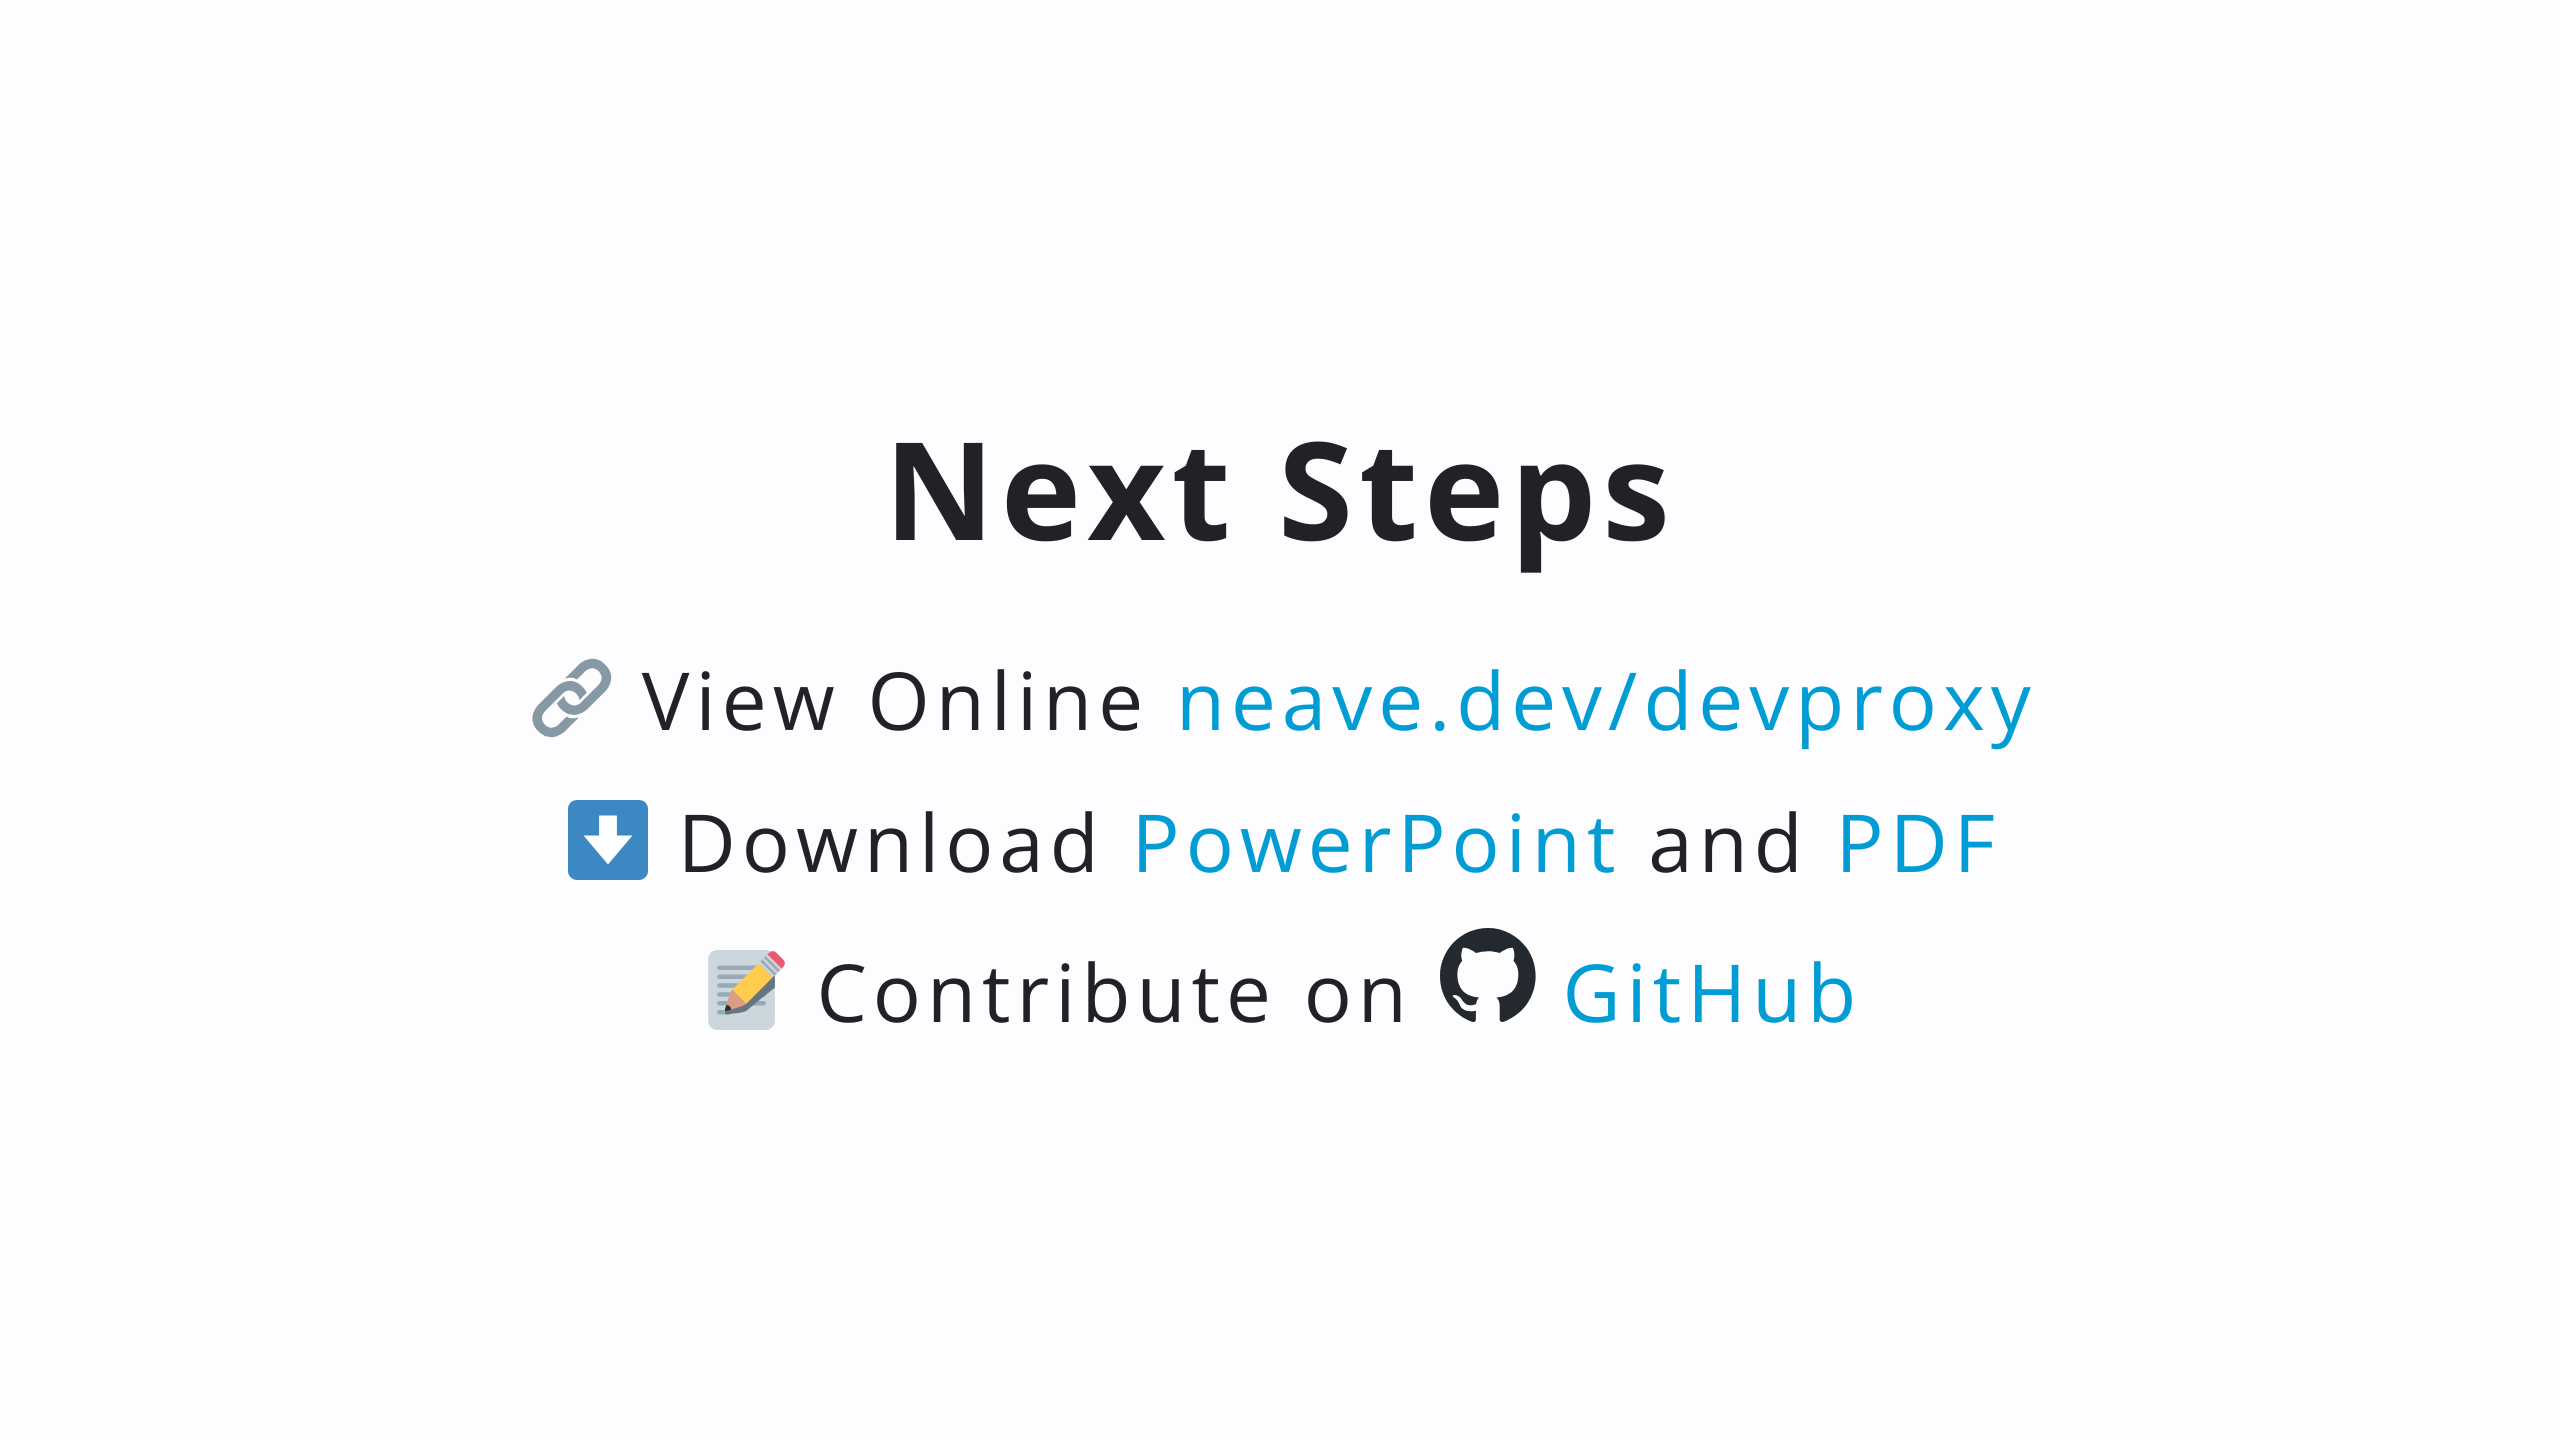 Next Steps
View Online neave.dev/devproxy
Download PowerPoint and PDF
Contribute on GitHub